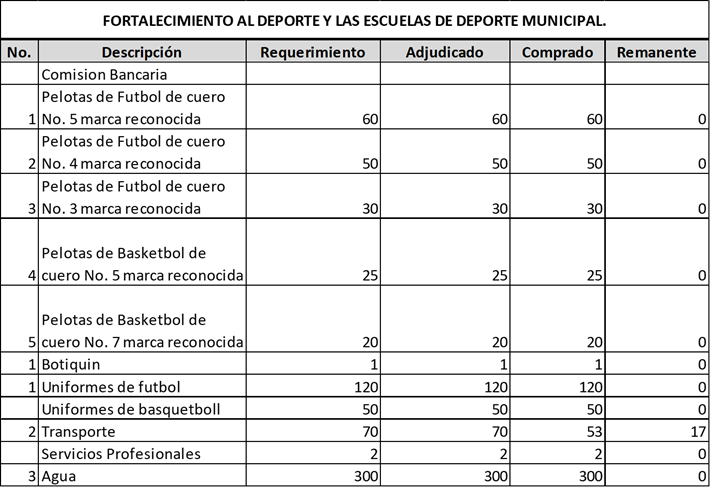 FORTALECIMIENTO AL DEPORTE Y LAS ESCUELAS DE DEPORTE MUNICIPAL.
No. Descripción Requerimiento Adjudicado Comprado Remanente
Comision Bancaria
Pelotas de Futbol de cuero
1 No. 5 marca reconocida 60 60 60 0
Pelotas de Futbol de cuero
2 No. 4 marca reconocida 50 50 50 0
Pelotas de Futbol de cuero
3 No. 3 marca reconocida 30 30 30 0
Pelotas de Basketbol de
4 cuero No. 5 marca reconocida 25 25 25 0
Pelotas de Basketbol de
5 cuero No. 7 marca reconocida 20 20 20 0
1 Botiquin 1 1 1 0
1 Uniformes de futbol 120 120 120 0
Uniformes de basquetboll 50 50 50 0
2 Transporte 70 70 53 17
Servicios Profesionales 2 2 2 0
3 Agua 300 300 300 0